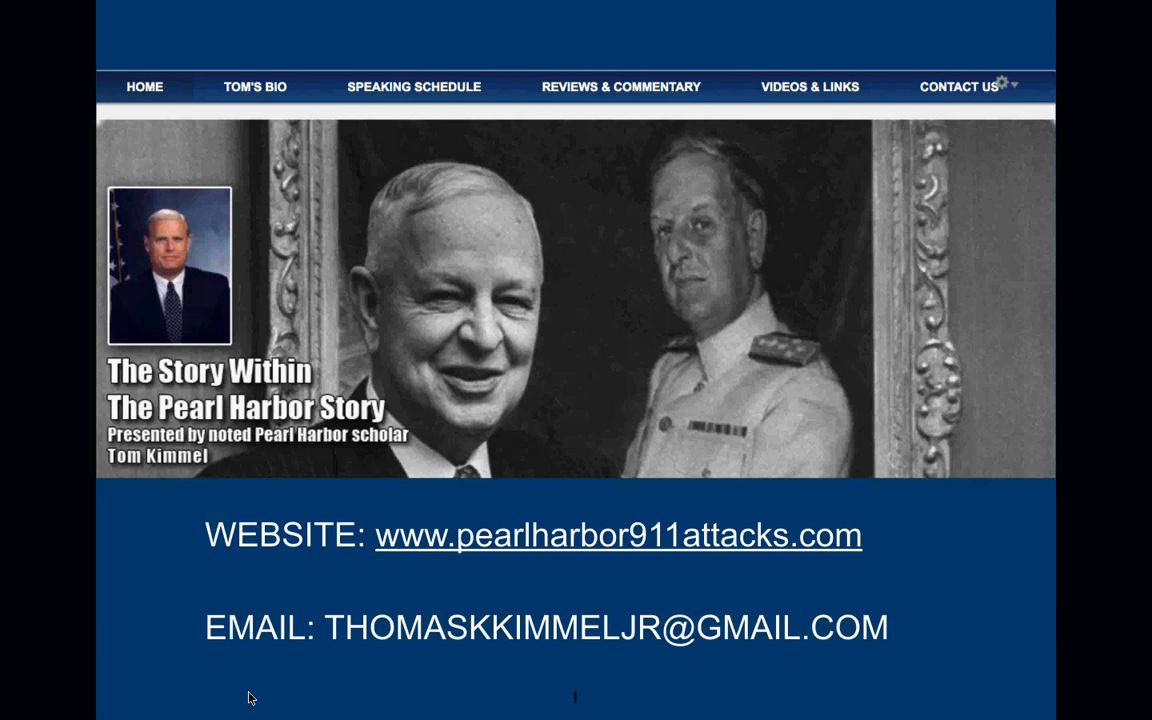 HOME TOM'S BIO SPEAKING SCHEDULE REVIEWS & COMMENTARY VIDEOS & LINKS CONTACT US
The Story Within
The Pearl Harbor Story
Presented by noted Pearl Harbor scholar
Tom Kimmel
WEBSITE: www.pearlharbor911attacks.com
EMAIL: THOMASKKIMMELJR@GMAIL.COM